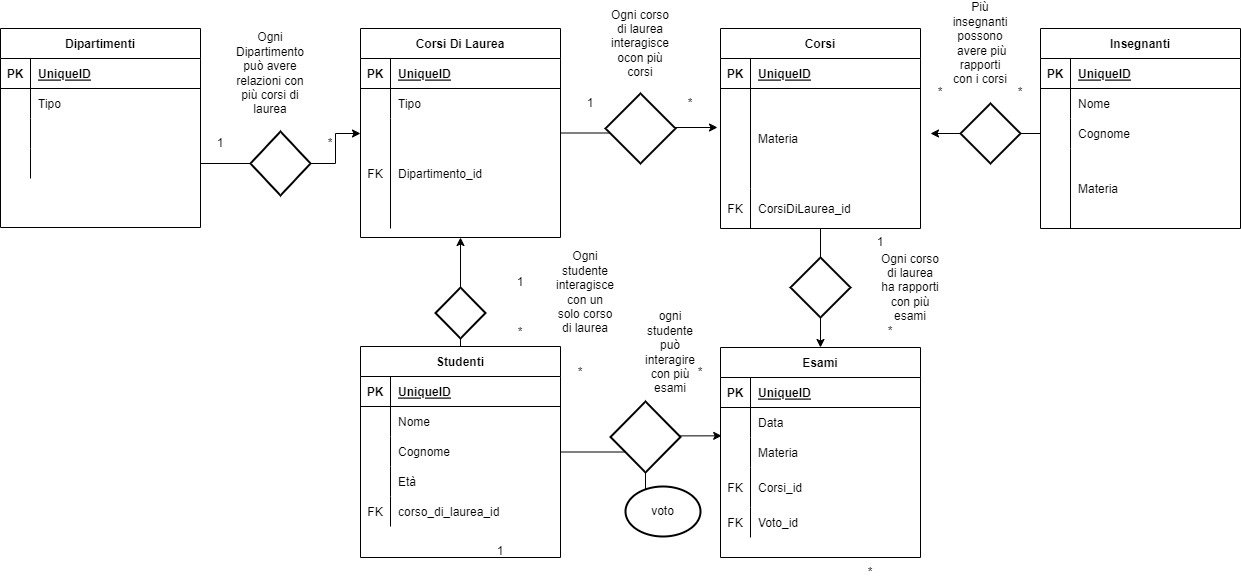 Dipartimenti
PK UniqueID
Tipo
Ogni
Dipartimento
può avere
relazioni con
più corsi di
laurea
1
*
Corsi Di Laurea
PK UniqueID
Tipo
FK Dipartimento_id
Ogni corso
di laurea
interagisce
ocon più
corsi
1
*
Corsi
PK UniqueID
Materia
FK CorsiDiLaurea_id
Più
insegnanti
possono
avere più
rapporti
con i corsi
*
*
Insegnanti
PK UniqueID
Nome
Cognome
Materia
1
*
Ogni
studente
interagisce
con un
solo corso
di laurea
1
Ogni corso
di laurea
ha rapporti
con più
esami
*
Studenti
PK UniqueID
Nome
Cognome
Età
FK corso_di_laurea_id
1
*
ogni
studente
può
interagire
con più
esami
*
voto
Esami
PK UniqueID
Data
Materia
FK Corsi_id
FK Voto_id
*